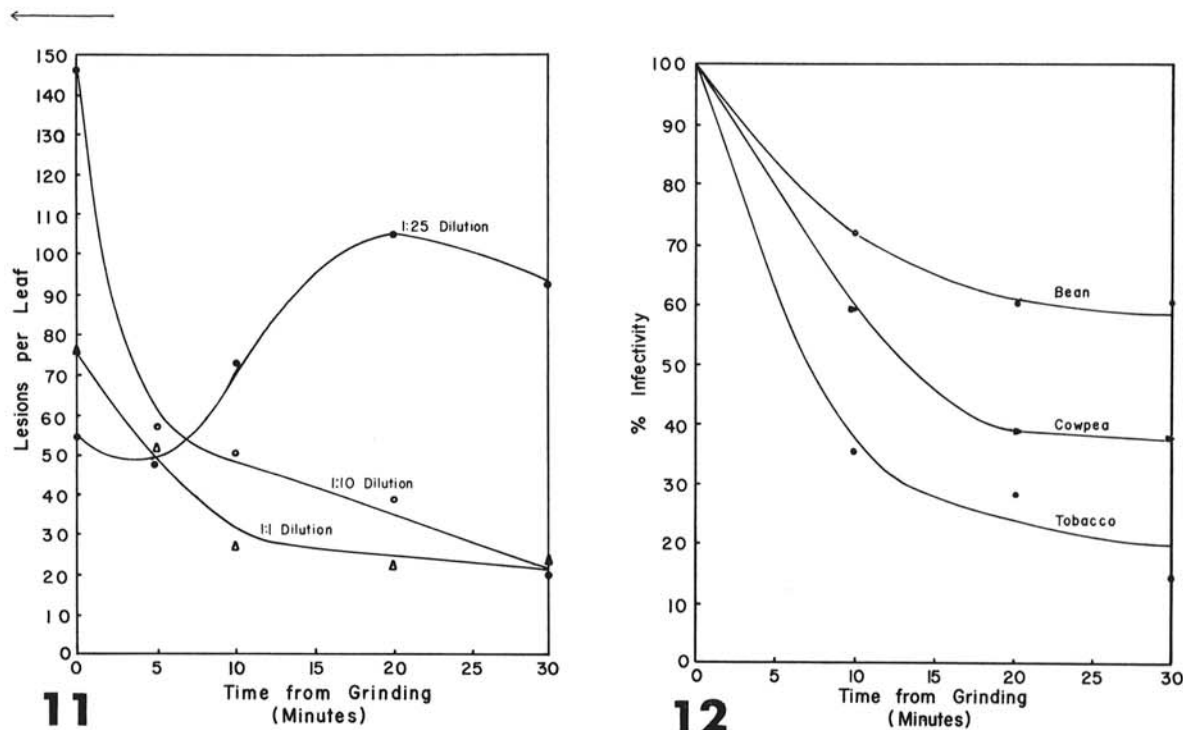 150
140
130
120
110
100
90
80
70
60
50
40
30
20
10
0
Lesions per Leaf
1:25 Dilution
1:10 Dilution
1:1 Dilution
0 5 10 15 20 25 30
Time from Grinding
(Minutes)
11
100
90
80
70
60
50
40
30
20
10
0
% Infectivity
Bean
Cowpea
Tobacco
0 5 10 15 20 25 30
Time from Grinding
(Minutes)
12